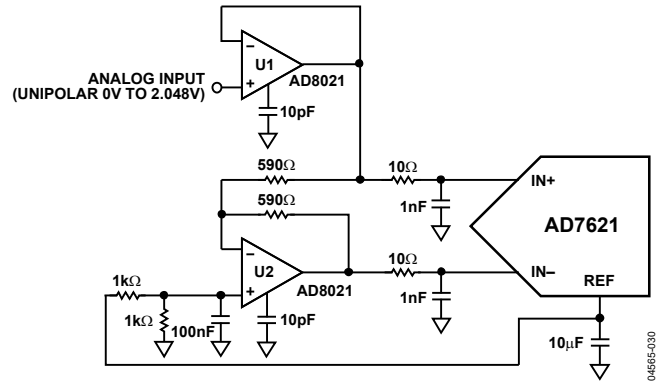 ANALOG INPUT
(UNIPOLAR 0V TO 2.048V)
U1
AD8021
10pF
590Ω
590Ω
10Ω
1nF
IN+
AD7621
IN–
REF
U2
AD8021
10Ω
1nF
1kΩ
1kΩ
100nF
10pF
10µF
04565-030
−
+
−
+